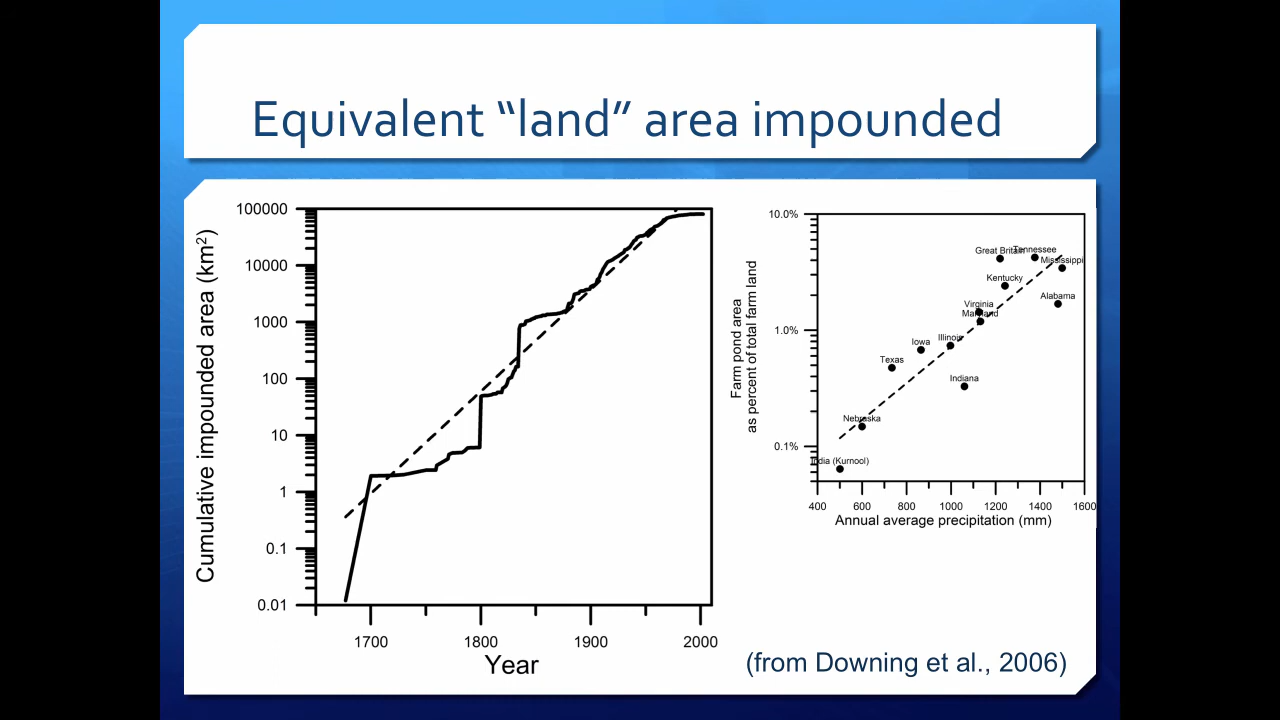 Equivalent “land” area impounded
Cumulative impounded area (km²)
100000
10000
1000
100
10
1
0.1
0.01
1700 1800 1900 2000
Year
Farm pond area
as percent of total farm land
10.0%
1.0%
0.1%
Great Britain
Tennessee
Mississippi
Kentucky
Alabama
Virginia
Maryland
Illinois
Iowa
Texas
Indiana
Nebraska
India (Kurnool)
400 600 800 1000 1200 1400 1600
Annual average precipitation (mm)
(from Downing et al., 2006)